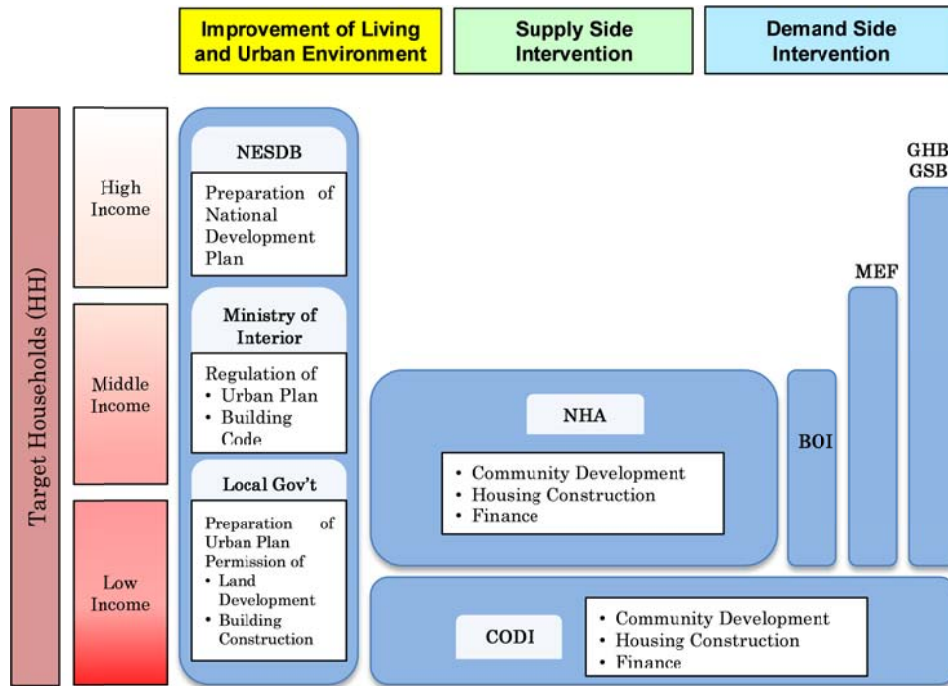 Improvement of Living
and Urban Environment
Supply Side
Intervention
Demand Side
Intervention
Target Households (HH)
High
Income
Middle
Income
Low
Income
NESDB
Preparation of
National
Development
Plan
Ministry of
Interior
Regulation of
• Urban Plan
• Building
Code
Local Gov't
Preparation of
Urban Plan
Permission of
• Land
Development
• Building
Construction
NHA
• Community Development
• Housing Construction
• Finance
BOI
MEF
GHB
GSB
CODI
• Community Development
• Housing Construction
• Finance